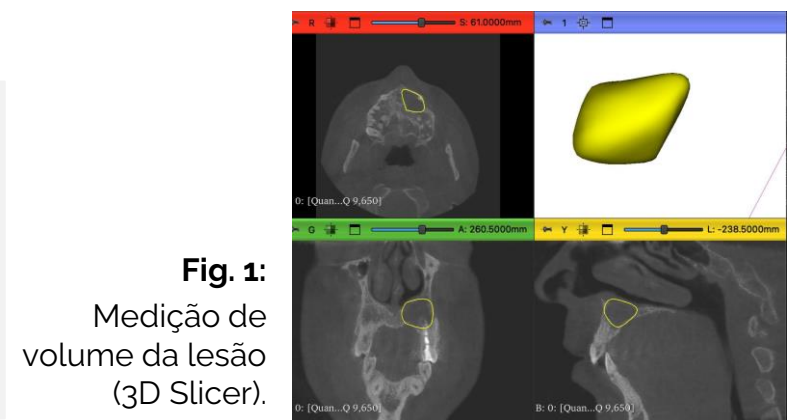 R S: 61.0000mm
1
0: [Quan...Q 9,650]
G A: 260.5000mm
Y L: -238.5000mm
0: [Quan...Q 9,650]
B: 0: [Quan...Q 9,650]
Fig. 1:
Medição de
volume da lesão
(3D Slicer).